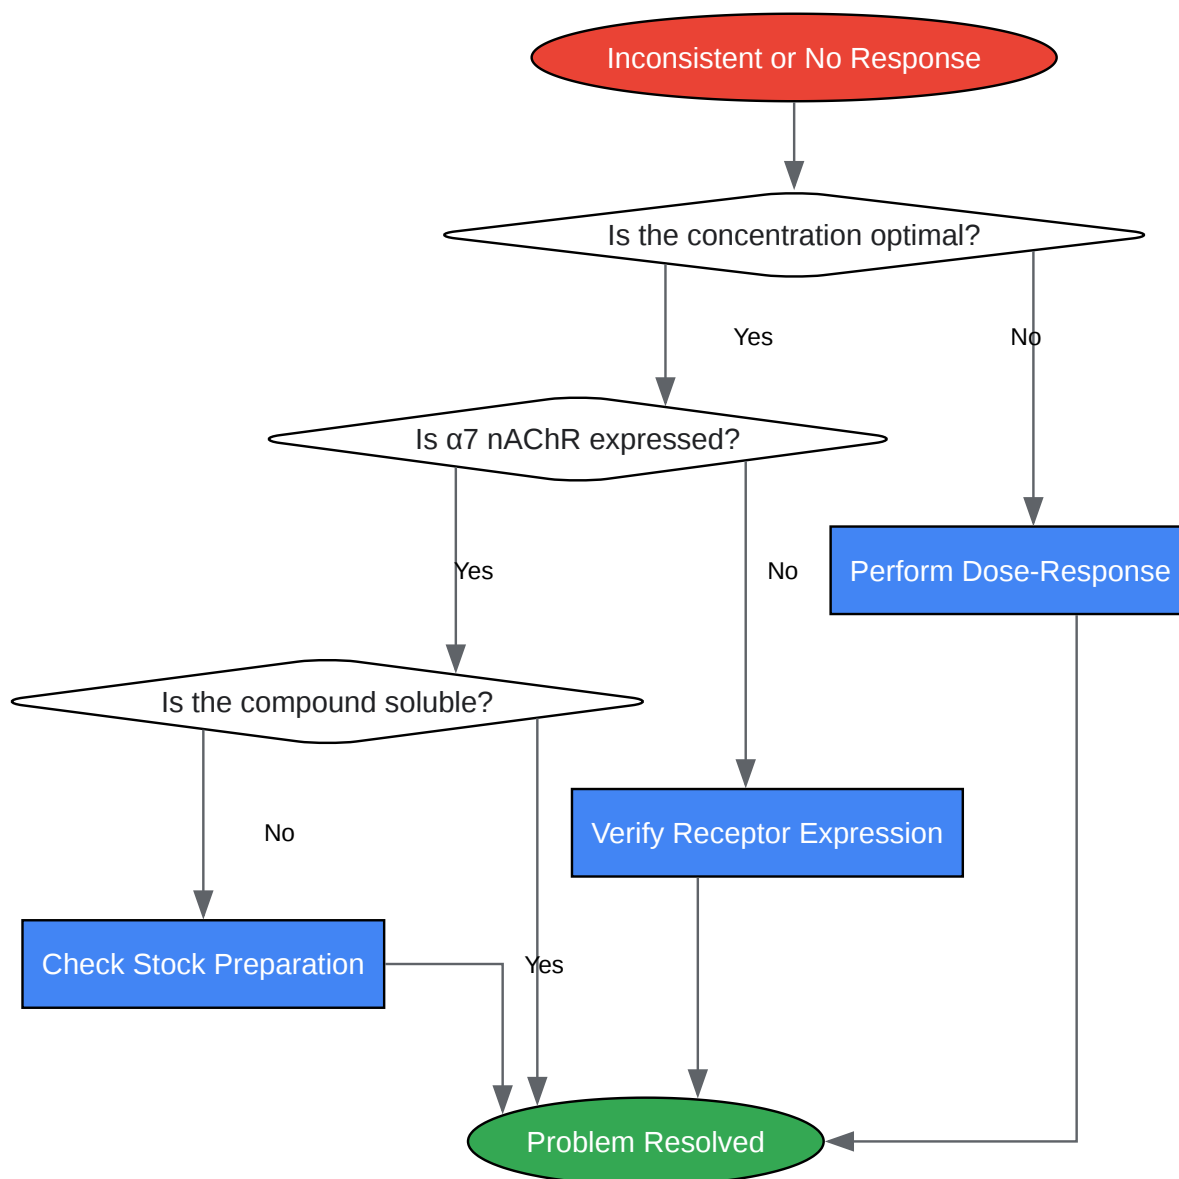 Inconsistent or No Response
Is the concentration optimal?
Yes
No
Is α7 nAChR expressed?
Yes
No
Perform Dose-Response
Is the compound soluble?
No
Verify Receptor Expression
Check Stock Preparation
Yes
Problem Resolved